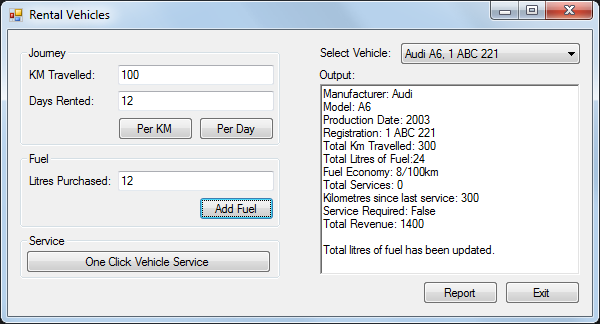 Rental Vehicles
Journey
KM Travelled: 100
Days Rented: 12
Per KM Per Day
Fuel
Litres Purchased: 12
Add Fuel
Service
One Click Vehicle Service
Select Vehicle: Audi A6, 1 ABC 221
Output:
Manufacturer: Audi
Model: A6
Production Date: 2003
Registration: 1 ABC 221
Total Km Travelled: 300
Total Litres of Fuel:24
Fuel Economy: 8/100km
Total Services: 0
Kilometres since last service: 300
Service Required: False
Total Revenue: 1400
Total litres of fuel has been updated.
Report Exit